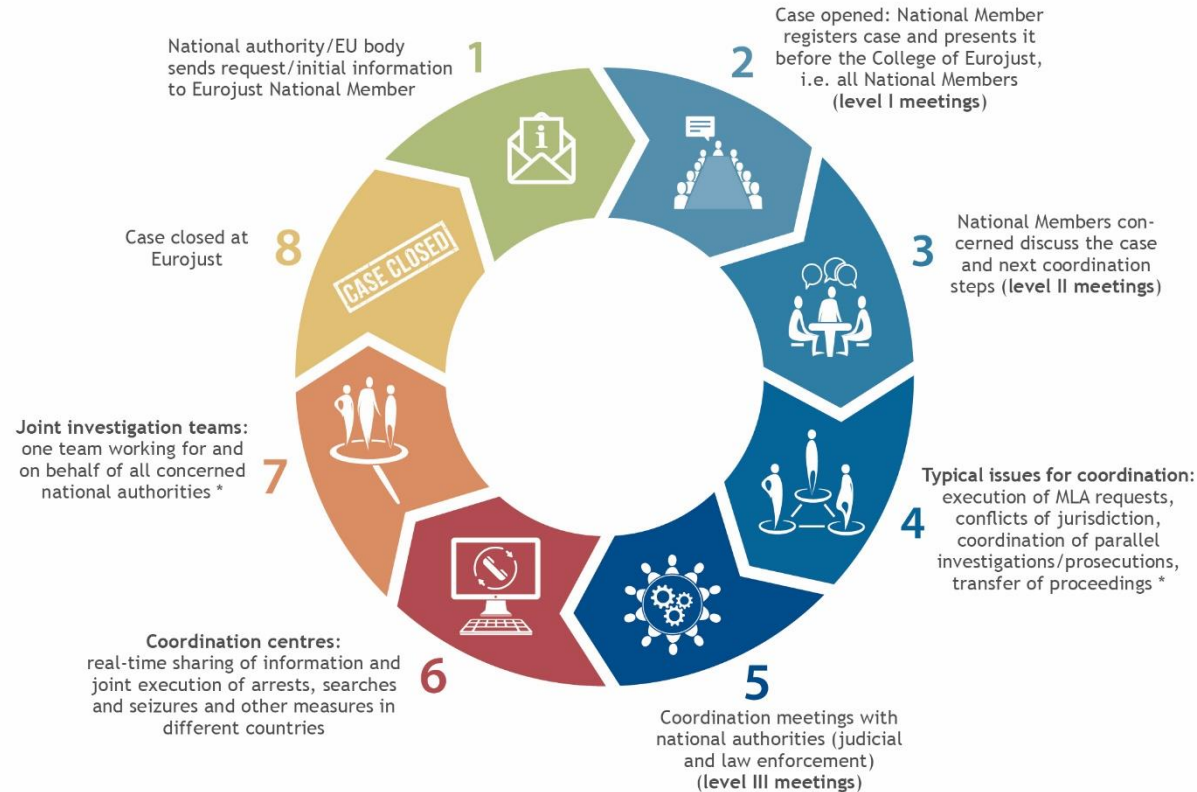 1
National authority/EU body
sends request/initial information
to Eurojust National Member
i
2
Case opened: National Member
registers case and presents it
before the College of Eurojust,
i.e. all National Members
(level I meetings)
3
National Members con-
cerned discuss the case
and next coordination
steps (level II meetings)
4
Typical issues for coordination:
execution of MLA requests,
conflicts of jurisdiction,
coordination of parallel
investigations/prosecutions,
transfer of proceedings *
5
Coordination meetings with
national authorities (judicial
and law enforcement)
(level III meetings)
6
Coordination centres:
real-time sharing of information and
joint execution of arrests, searches
and seizures and other measures in
different countries
7
Joint investigation teams:
one team working for and
on behalf of all concerned
national authorities *
8
Case closed at
Eurojust
CASE CLOSED